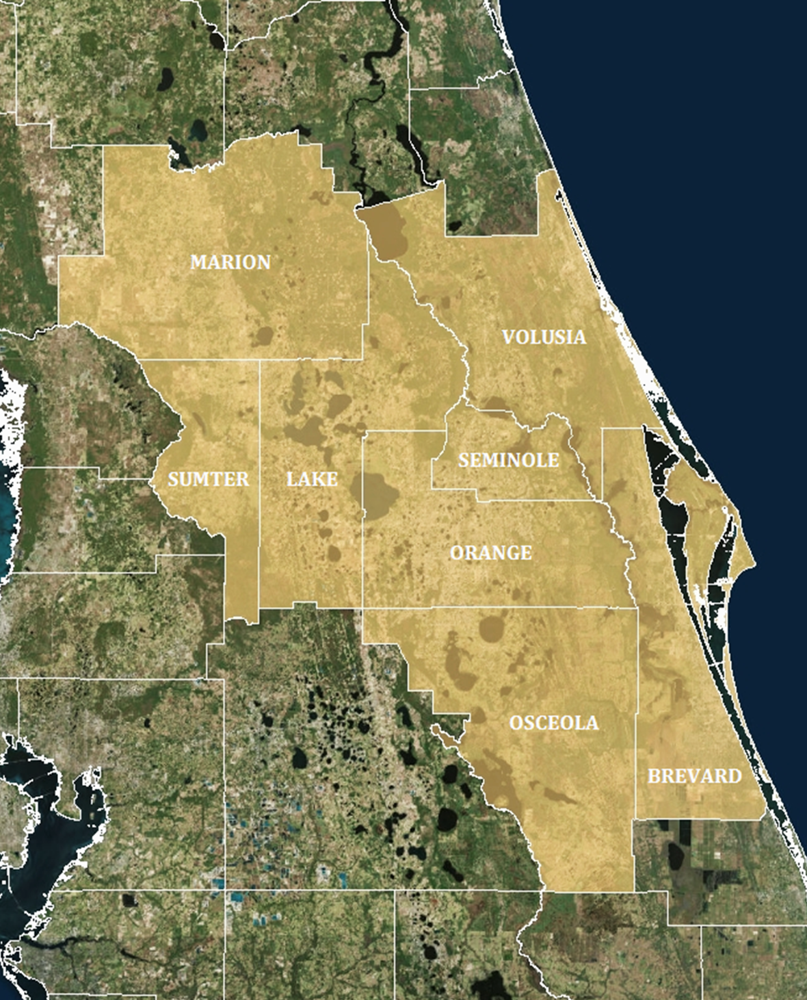 MARION
VOLUSIA
SEMINOLE
SUMTER
LAKE
ORANGE
OSCEOLA
BREVARD